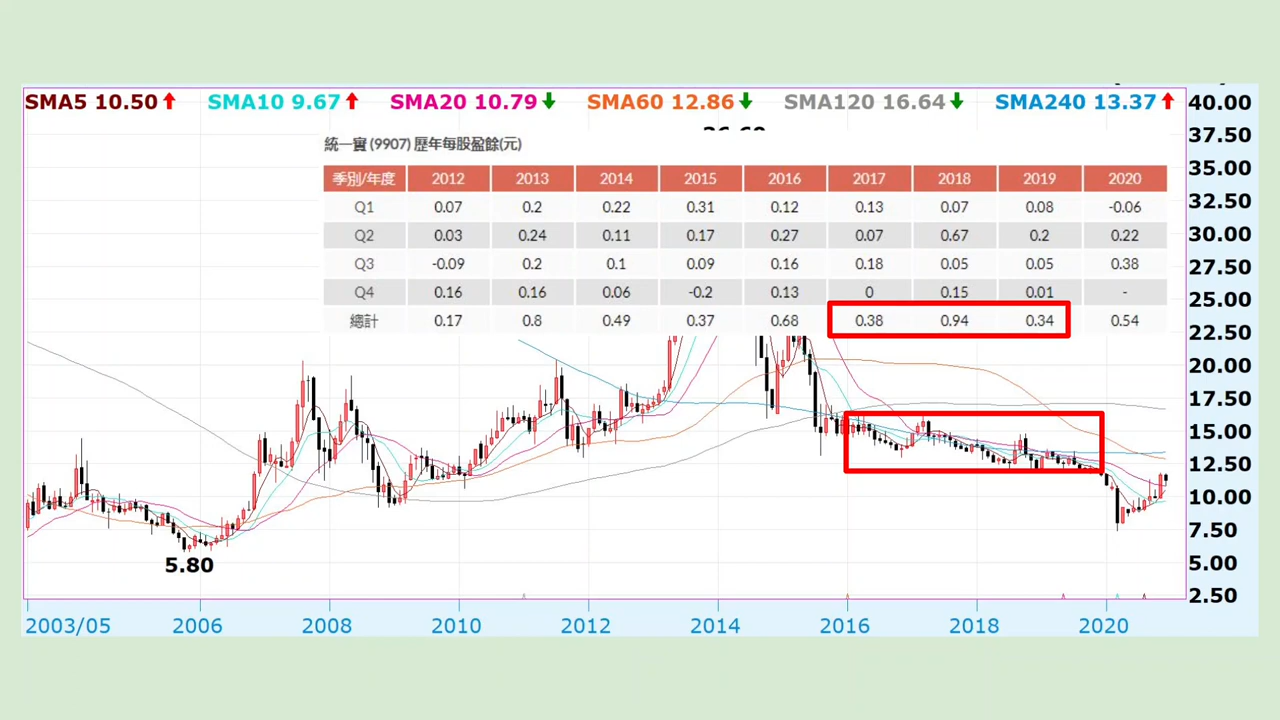 SMA5 10.50 SMA10 9.67 SMA20 10.79 SMA60 12.86 SMA120 16.64 SMA240 13.37
40.00
37.50
35.00
32.50
30.00
27.50
25.00
22.50
20.00
17.50
15.00
12.50
10.00
7.50
5.00
2.50
統一實 (9907) 歷年每股盈餘(元)
季別/年度 2012 2013 2014 2015 2016 2017 2018 2019 2020
Q1 0.07 0.2 0.22 0.31 0.12 0.13 0.07 0.08 -0.06
Q2 0.03 0.24 0.11 0.17 0.27 0.07 0.67 0.2 0.22
Q3 -0.09 0.2 0.1 0.09 0.16 0.18 0.05 0.05 0.38
Q4 0.16 0.16 0.06 -0.2 0.13 0 0.15 0.01 -
總計 0.17 0.8 0.49 0.37 0.68 0.38 0.94 0.34 0.54
5.80
2003/05 2006 2008 2010 2012 2014 2016 2018 2020